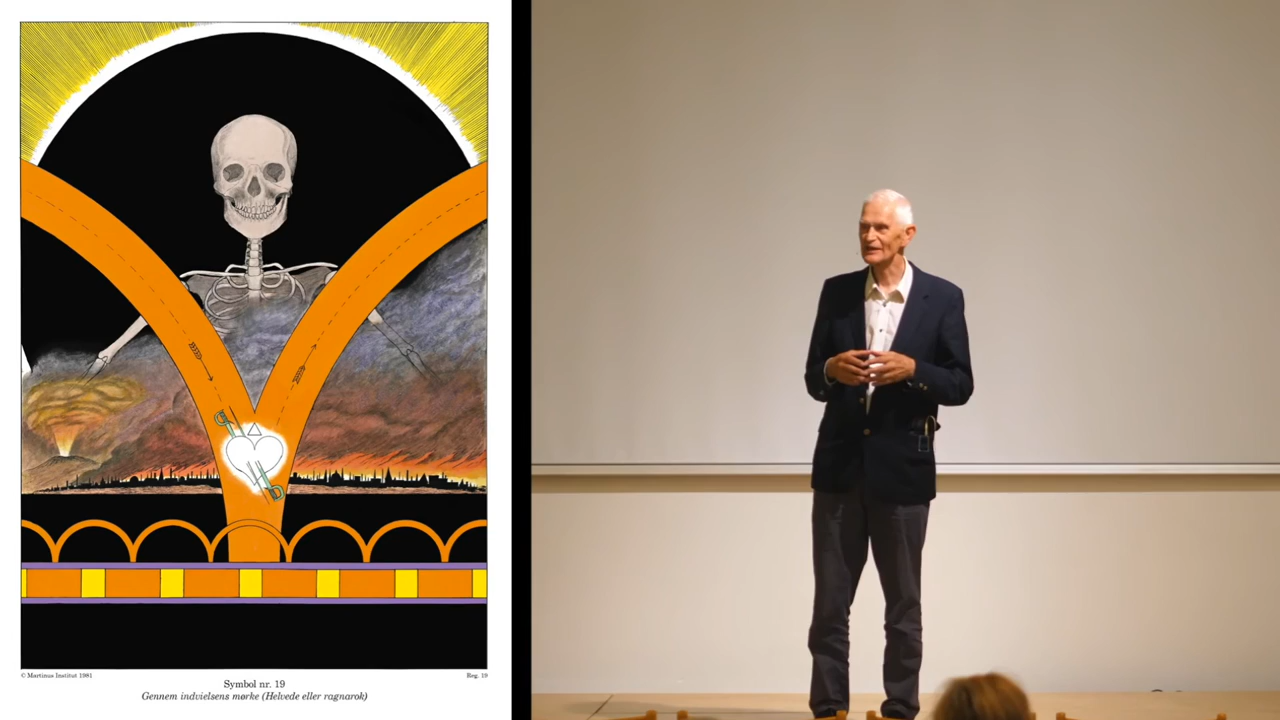 © Martinus Institut 1981
Reg. 19
Symbol nr. 19
Gennem indvielsens mørke (Helvede eller ragnarok)